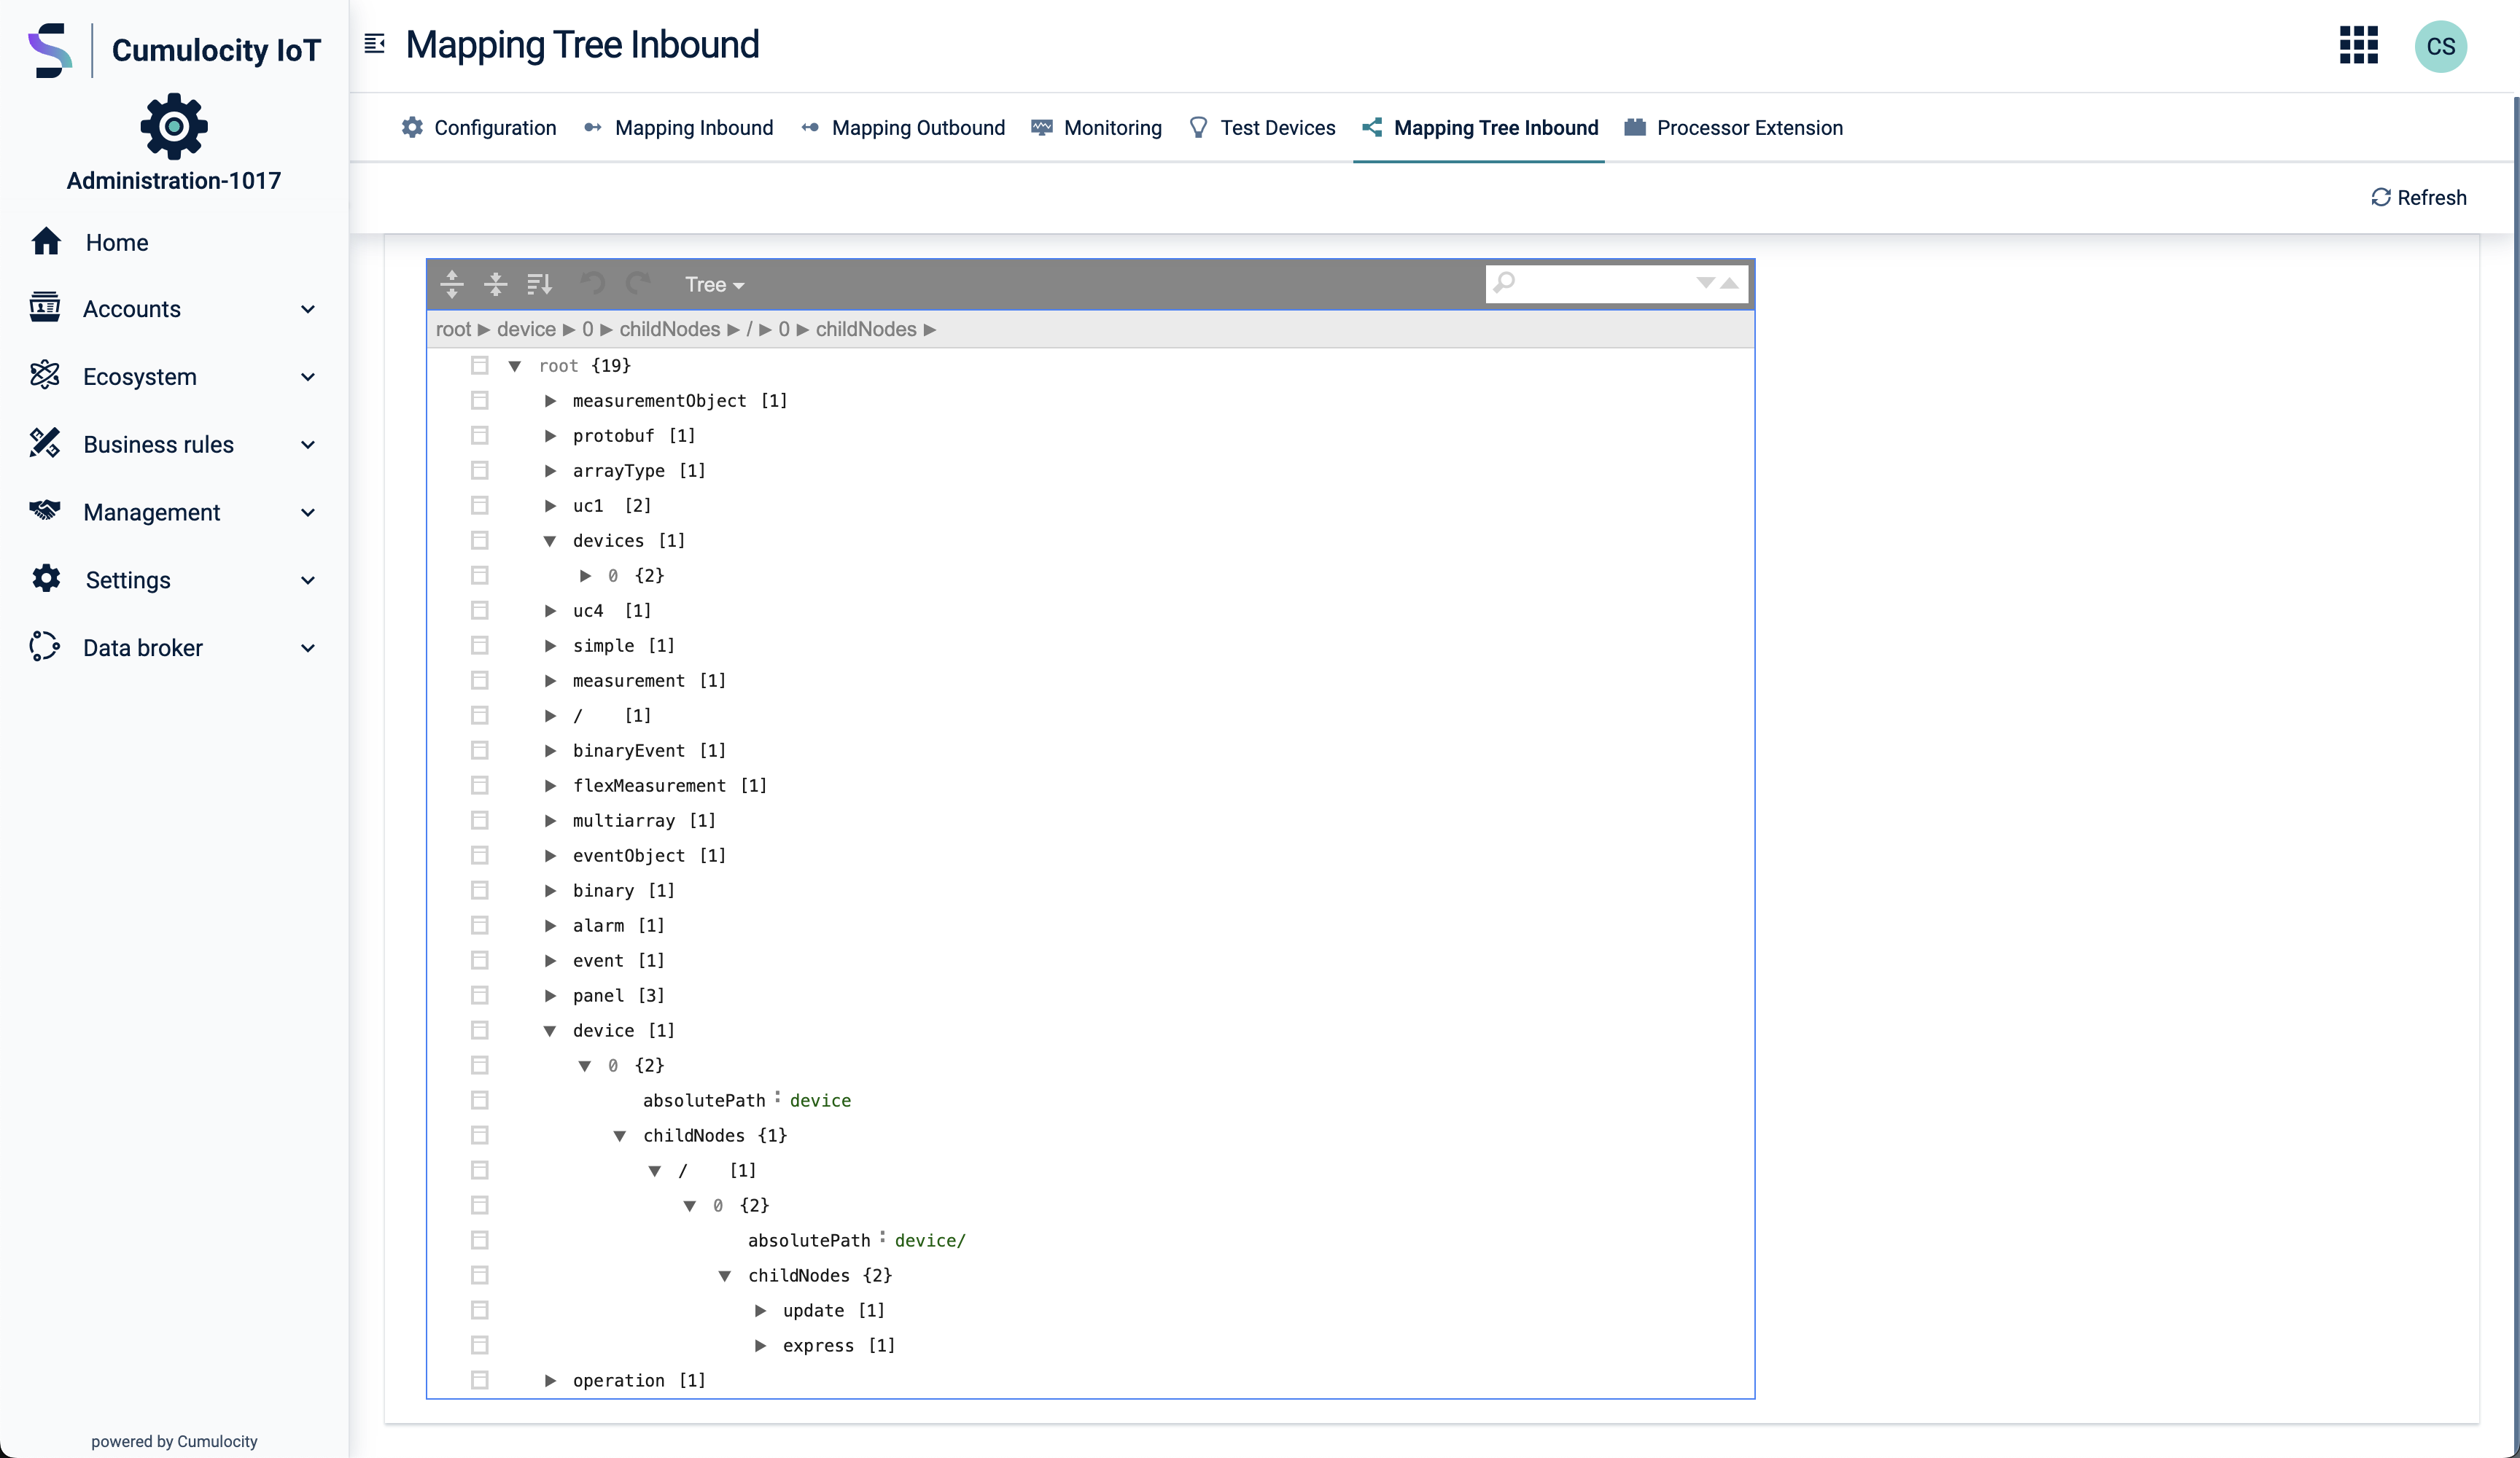 Cumulocity IoT
Administration-1017
Home
Accounts
Ecosystem
Business rules
Management
Settings
Data broker
powered by Cumulocity
Mapping Tree Inbound
CS
Configuration
Mapping Inbound
Mapping Outbound
Monitoring
Test Devices
Mapping Tree Inbound
Processor Extension
Refresh
Tree
root ► device ► 0 ► childNodes ► / ► 0 ► childNodes ►
root {19}
measurementObject [1]
protobuf [1]
arrayType [1]
uc1 [2]
devices [1]
0 {2}
uc4 [1]
simple [1]
measurement [1]
/ [1]
binaryEvent [1]
flexMeasurement [1]
multiarray [1]
eventObject [1]
binary [1]
alarm [1]
event [1]
panel [3]
device [1]
0 {2}
absolutePath : device
childNodes {1}
/ [1]
0 {2}
absolutePath : device/
childNodes {2}
update [1]
express [1]
operation [1]